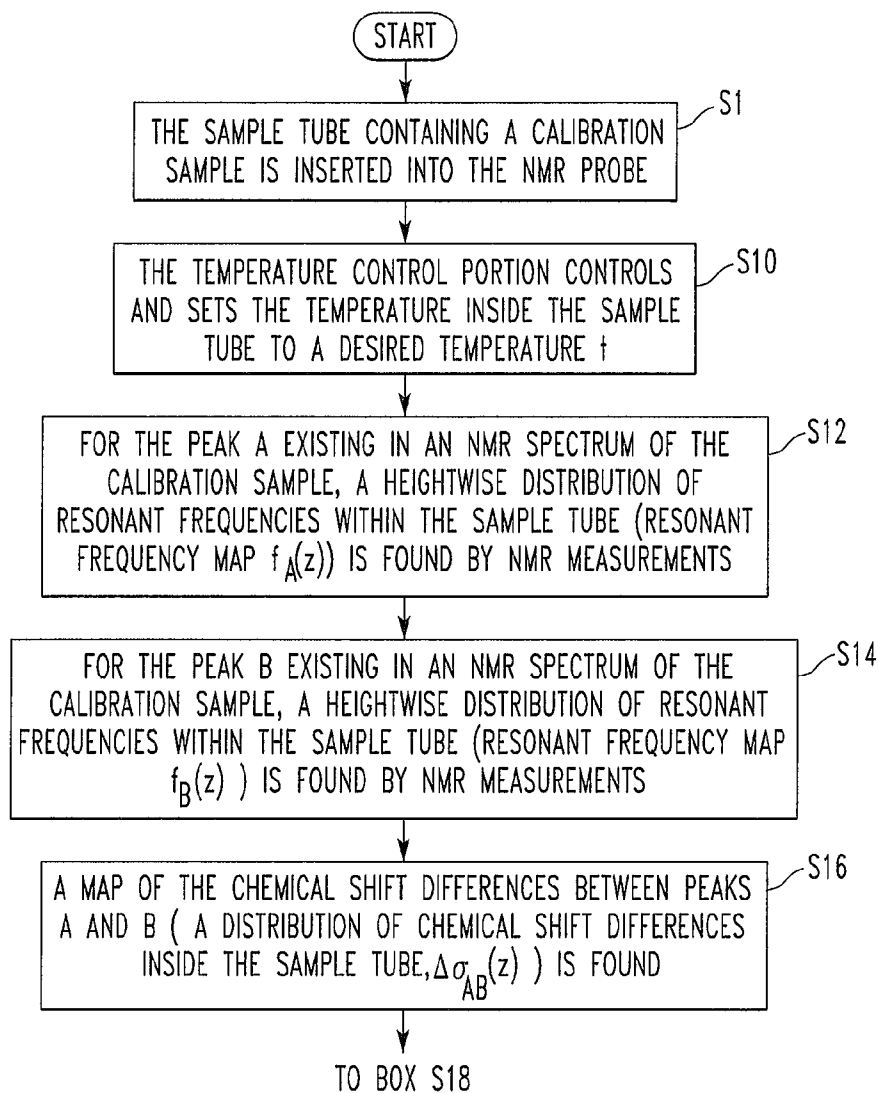 START
S1
THE SAMPLE TUBE CONTAINING A CALIBRATION
SAMPLE IS INSERTED INTO THE NMR PROBE
S10
THE TEMPERATURE CONTROL PORTION CONTROLS
AND SETS THE TEMPERATURE INSIDE THE SAMPLE
TUBE TO A DESIRED TEMPERATURE t
S12
FOR THE PEAK A EXISTING IN AN NMR SPECTRUM OF THE
CALIBRATION SAMPLE, A HEIGHTWISE DISTRIBUTION OF
RESONANT FREQUENCIES WITHIN THE SAMPLE TUBE (RESONANT
FREQUENCY MAP f_A(z)) IS FOUND BY NMR MEASUREMENTS
S14
FOR THE PEAK B EXISTING IN AN NMR SPECTRUM OF THE
CALIBRATION SAMPLE, A HEIGHTWISE DISTRIBUTION OF RESONANT
FREQUENCIES WITHIN THE SAMPLE TUBE (RESONANT FREQUENCY MAP
f_B(z) ) IS FOUND BY NMR MEASUREMENTS
S16
A MAP OF THE CHEMICAL SHIFT DIFFERENCES BETWEEN PEAKS
A AND B ( A DISTRIBUTION OF CHEMICAL SHIFT DIFFERENCES
INSIDE THE SAMPLE TUBE,Δσ_AB(z) ) IS FOUND
TO BOX S18